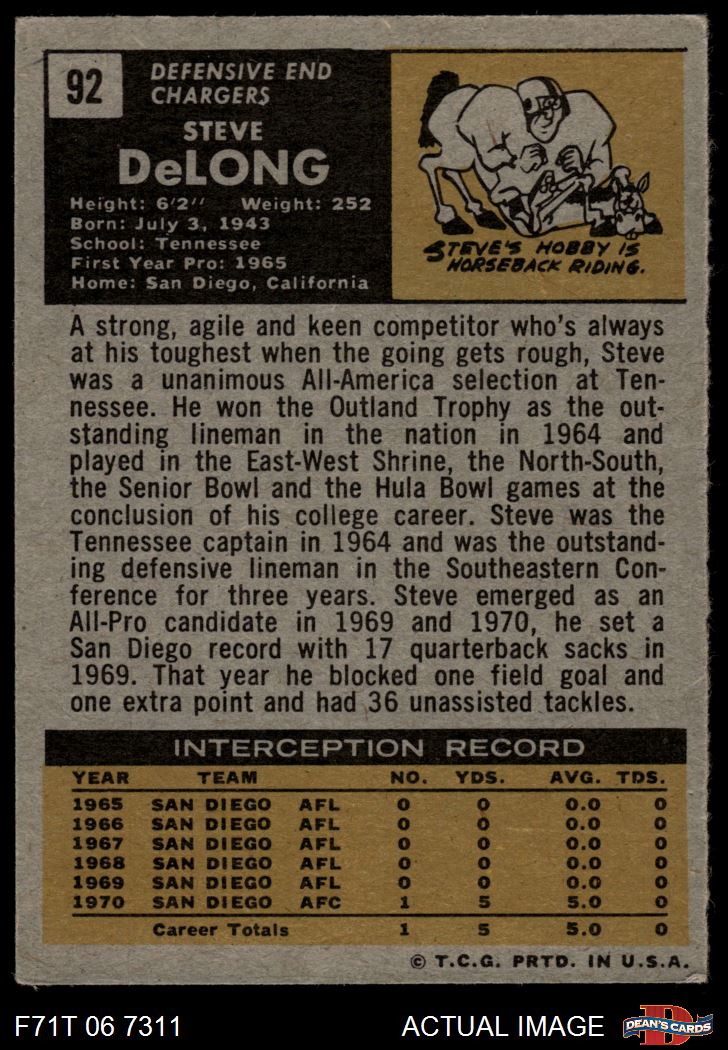 92
DEFENSIVE END
CHARGERS
STEVE
DeLONG
Height: 6'2" Weight: 252
Born: July 3, 1943
School: Tennessee
First Year Pro: 1965
Home: San Diego, California
STEVE'S HOBBY IS
HORSEBACK RIDING.
A strong, agile and keen competitor who's always
at his toughest when the going gets rough, Steve
was a unanimous All-America selection at Ten-
nessee. He won the Outland Trophy as the out-
standing lineman in the nation in 1964 and
played in the East-West Shrine, the North-South,
the Senior Bowl and the Hula Bowl games at the
conclusion of his college career. Steve was the
Tennessee captain in 1964 and was the outstand-
ing defensive lineman in the Southeastern Con-
ference for three years. Steve emerged as an
All-Pro candidate in 1969 and 1970, he set a
San Diego record with 17 quarterback sacks in
1969. That year he blocked one field goal and
one extra point and had 36 unassisted tackles.
INTERCEPTION RECORD
YEAR TEAM NO. YDS. AVG. TDS.
1965 SAN DIEGO AFL 0 0 0.0 0
1966 SAN DIEGO AFL 0 0 0.0 0
1967 SAN DIEGO AFL 0 0 0.0 0
1968 SAN DIEGO AFL 0 0 0.0 0
1969 SAN DIEGO AFL 0 0 0.0 0
1970 SAN DIEGO AFC 1 5 5.0 0
Career Totals 1 5 5.0 0
© T.C.G. PRTD. IN U.S.A.
F71T 06 7311 ACTUAL IMAGE
D
DEAN'S CARDS